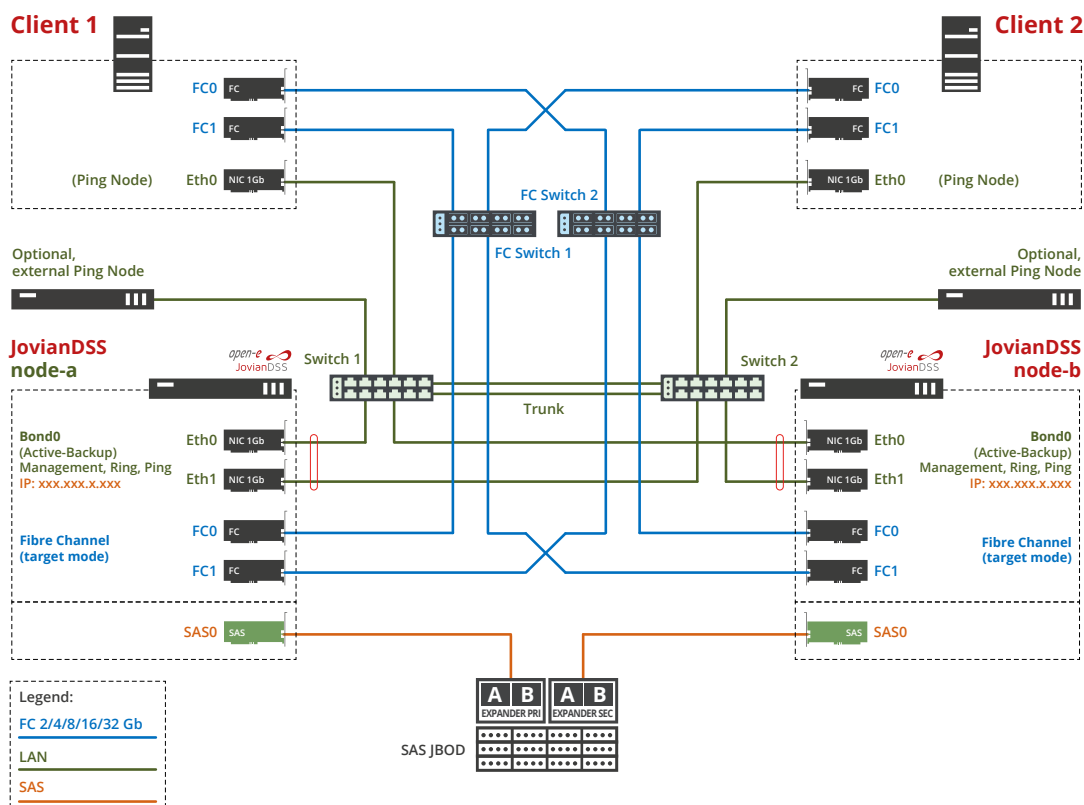 Client 1
Client 2
FC0
FC
FC
FC0
FC1
FC
FC
FC1
(Ping Node)
Eth0
NIC 1Gb
NIC 1Gb
Eth0
(Ping Node)
FC Switch 2
FC Switch 1
Optional,
external Ping Node
Optional,
external Ping Node
JovianDSS
node-a
open-e
JovianDSS
Switch 1
Switch 2
open-e
JovianDSS
JovianDSS
node-b
Trunk
Bond0
(Active-Backup)
Management, Ring, Ping
IP: xxx.xxx.x.xxx
Eth0
NIC 1Gb
Eth1
NIC 1Gb
NIC 1Gb
Eth0
NIC 1Gb
Eth1
Bond0
(Active-Backup)
Management, Ring, Ping
IP: xxx.xxx.x.xxx
Fibre Channel
(target mode)
FC0
FC
FC1
FC
FC
FC0
FC
FC1
Fibre Channel
(target mode)
SAS0
SAS
SAS
SAS0
A B
EXPANDER PRI
A B
EXPANDER SEC
SAS JBOD
Legend:
FC 2/4/8/16/32 Gb
LAN
SAS